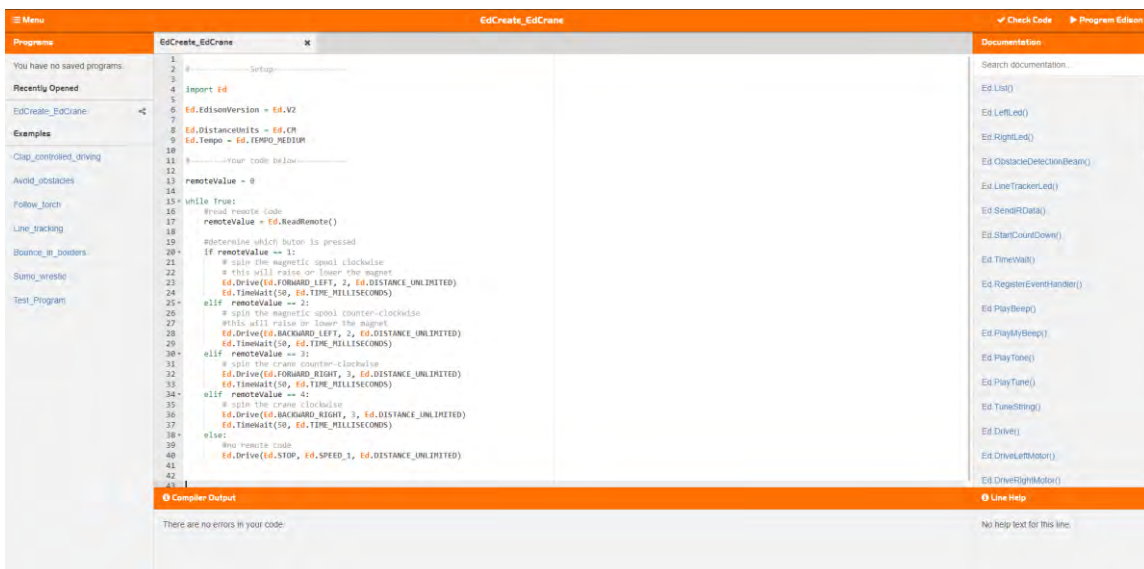 Menu
EdCreate_EdCrane
Check Code
Program Edison
Programs
You have no saved programs.
Recently Opened
EdCreate_EdCrane
Examples
Clap_controlled_driving
Avoid_obstacles
Follow_torch
Line_tracking
Bounce_in_borders
Sumo_wrestle
Test_Program
EdCreate_EdCrane x
1
2 #---------------Setup-----------------
3
4 import Ed
5
6 Ed.EdisonVersion = Ed.V2
7
8 Ed.DistanceUnits = Ed.CM
9 Ed.Tempo = Ed.TEMPO_MEDIUM
10
11 #--------Your code below-----------
12
13 remoteValue = 0
14
15 while True:
16 #read remote code
17 remoteValue = Ed.ReadRemote()
18
19 #determine which buton is pressed
20 if remoteValue == 1:
21 # spin the magnetic spool clockwise
22 # this will raise or lower the magnet
23 Ed.Drive(Ed.FORWARD_LEFT, 2, Ed.DISTANCE_UNLIMITED)
24 Ed.TimeWait(50, Ed.TIME_MILLISECONDS)
25 elif remoteValue == 2:
26 # spin the magnetic spool counter-clockwise
27 #this will raise or lower the magnet
28 Ed.Drive(Ed.BACKWARD_LEFT, 2, Ed.DISTANCE_UNLIMITED)
29 Ed.TimeWait(50, Ed.TIME_MILLISECONDS)
30 elif remoteValue == 3:
31 # spin the crane counter-clockwise
32 Ed.Drive(Ed.FORWARD_RIGHT, 3, Ed.DISTANCE_UNLIMITED)
33 Ed.TimeWait(50, Ed.TIME_MILLISECONDS)
34 elif remoteValue == 4:
35 # spin the crane clockwise
36 Ed.Drive(Ed.BACKWARD_RIGHT, 3, Ed.DISTANCE_UNLIMITED)
37 Ed.TimeWait(50, Ed.TIME_MILLISECONDS)
38 else:
39 #no remote code
40 Ed.Drive(Ed.STOP, Ed.SPEED_1, Ed.DISTANCE_UNLIMITED)
41
42
43
Compiler Output
There are no errors in your code.
Documentation
Search documentation...
Ed.List()
Ed.LeftLed()
Ed.RightLed()
Ed.ObstacleDetectionBeam()
Ed.LineTrackerLed()
Ed.SendIRData()
Ed.StartCountDown()
Ed.TimeWait()
Ed.RegisterEventHandler()
Ed.PlayBeep()
Ed.PlayMyBeep()
Ed.PlayTone()
Ed.PlayTune()
Ed.TuneString()
Ed.Drive()
Ed.DriveLeftMotor()
Ed.DriveRightMotor()
Line Help
No help text for this line.